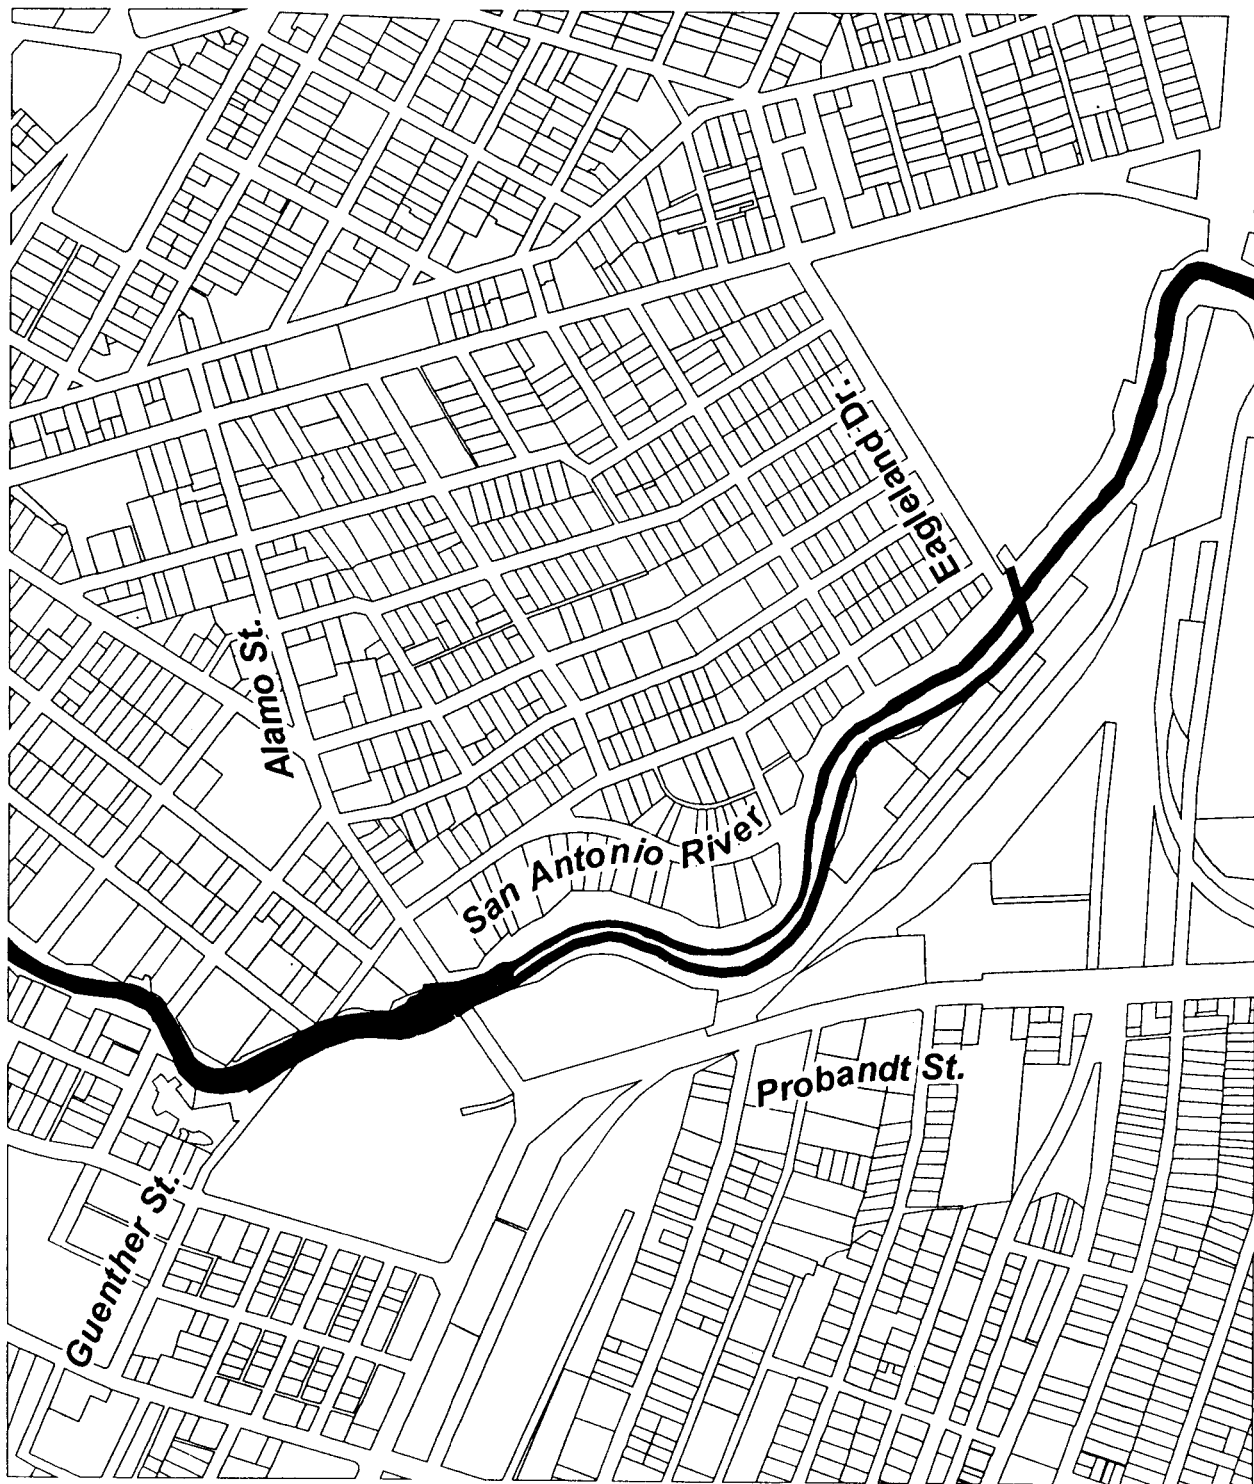 Eagleland Dr.
Alamo St.
San Antonio River
Probandt St.
Guenther St.